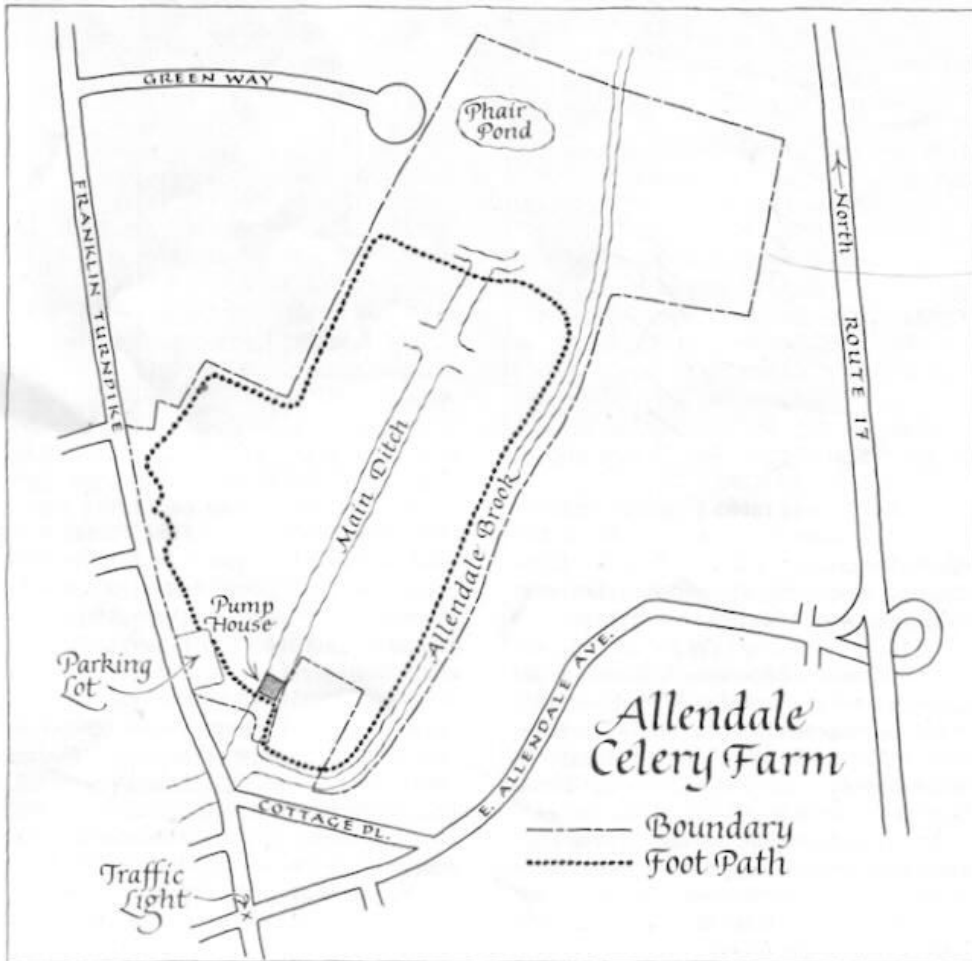 GREEN WAY
Phair
Pond
FRANKLIN TURNPIKE
←North
ROUTE 17
Main Ditch
Allendale Brook
Pump
House
Parking
Lot
E. ALLENDALE AVE.
Allendale
Celery Farm
COTTAGE PL.
Boundary
Foot Path
Traffic
Light